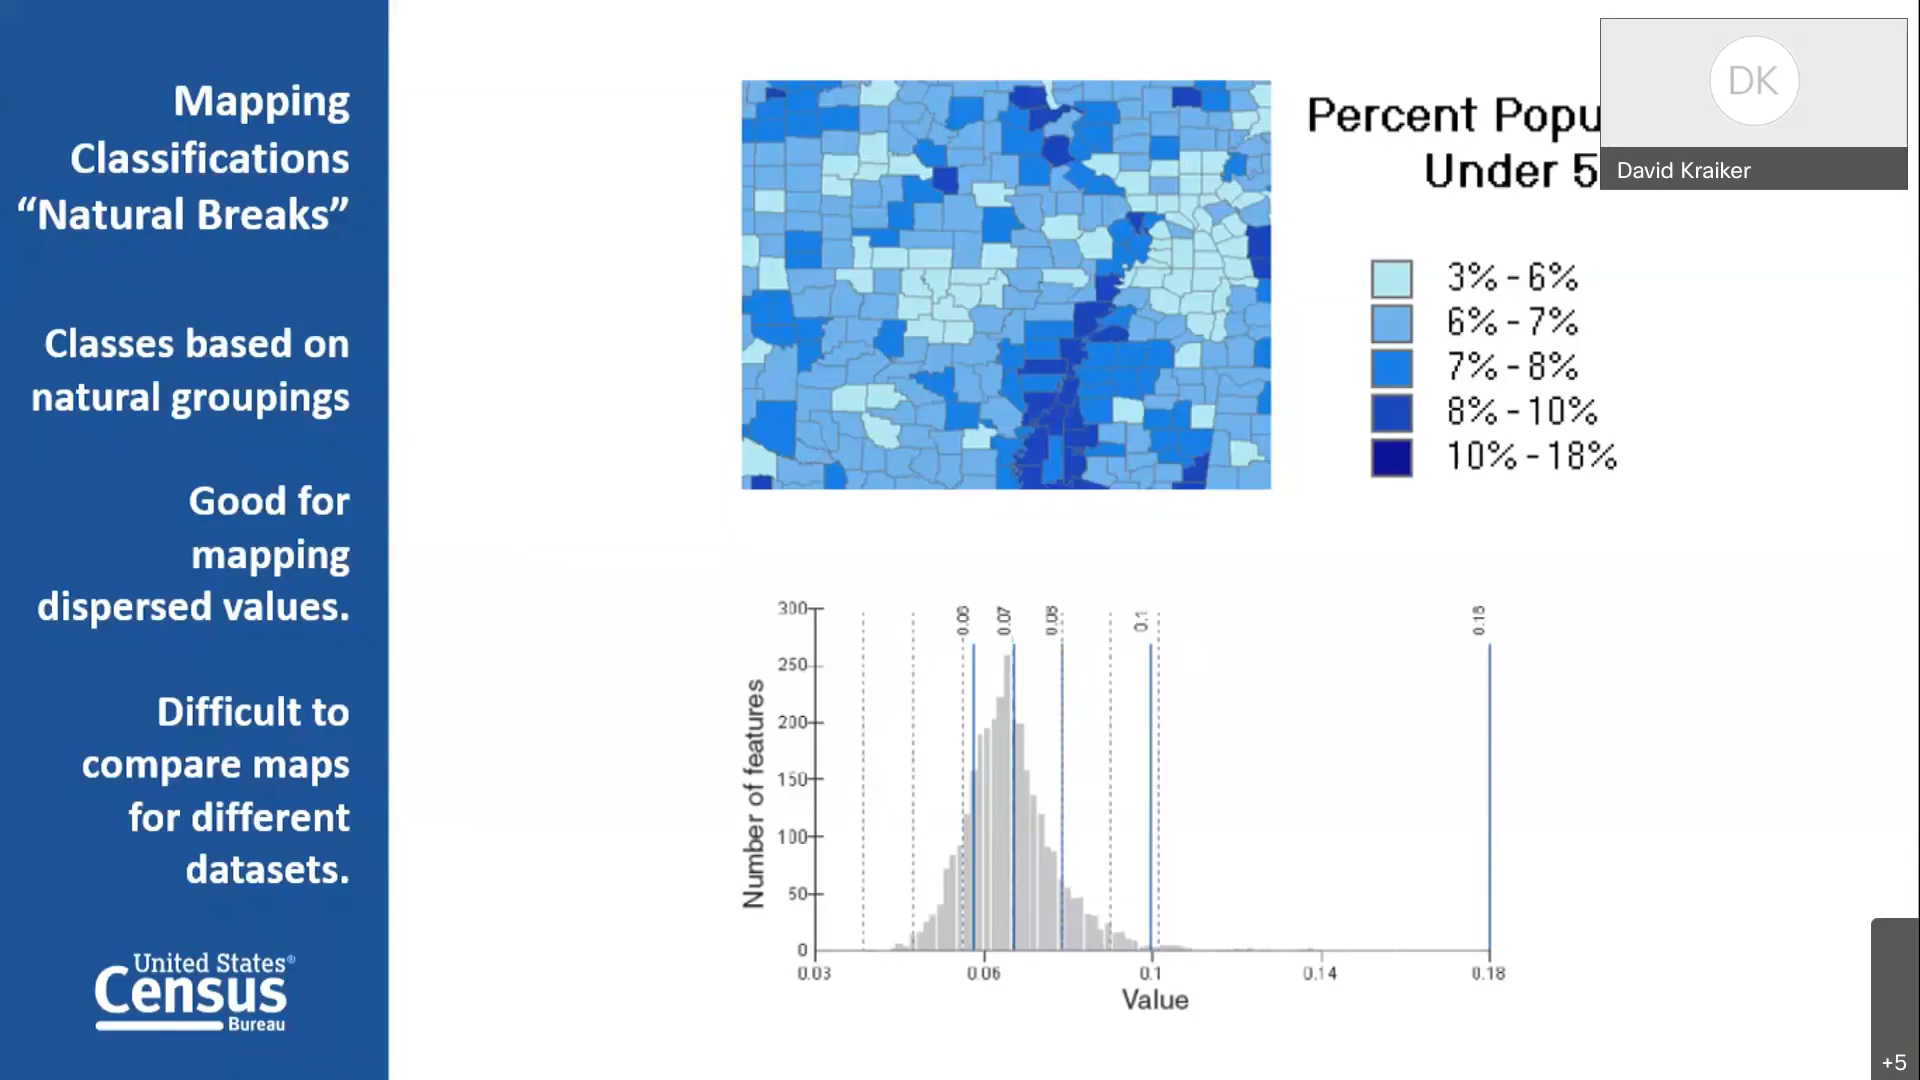 Mapping
Classifications
“Natural Breaks”
Classes based on
natural groupings
Good for
mapping
dispersed values.
Difficult to
compare maps
for different
datasets.
United States®
Census
Bureau
Percent Popu
Under 5
3% - 6%
6% - 7%
7% - 8%
8% - 10%
10% - 18%
DK
David Kraiker
0.06
0.07
0.08
0.1
0.18
300
250
200
150
100
50
0
Number of features
0.03
0.06
0.1
0.14
0.18
Value
+5